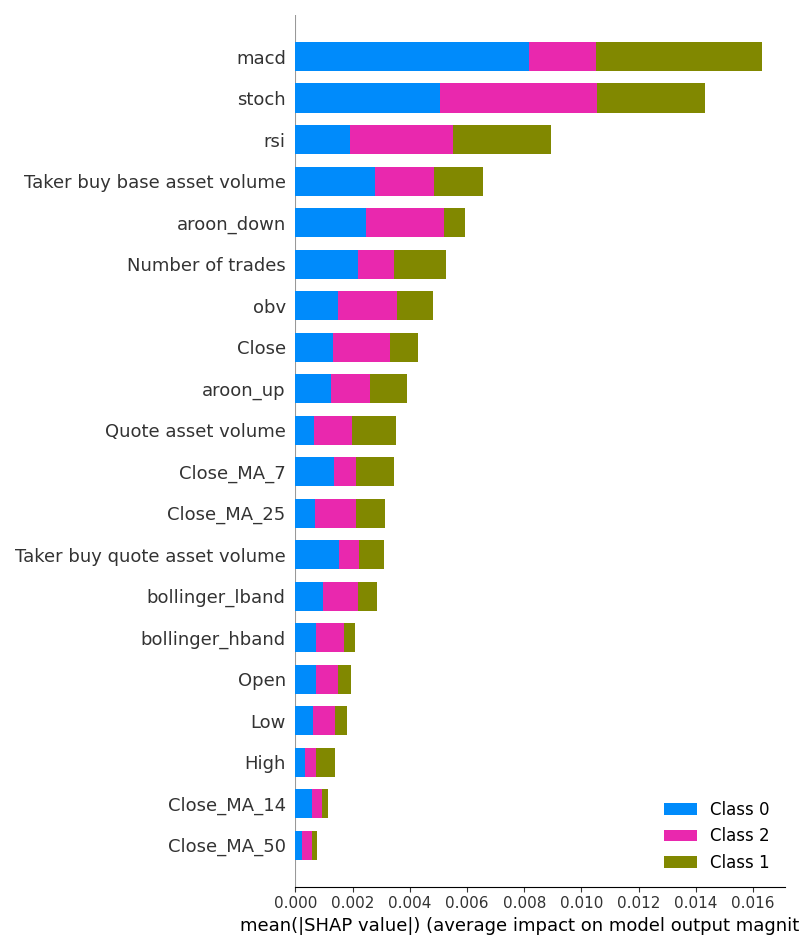 macd
stoch
rsi
Taker buy base asset volume
aroon_down
Number of trades
obv
Close
aroon_up
Quote asset volume
Close_MA_7
Close_MA_25
Taker buy quote asset volume
bollinger_lband
bollinger_hband
Open
Low
High
Close_MA_14
Close_MA_50
Class 0
Class 2
Class 1
0.000 0.002 0.004 0.006 0.008 0.010 0.012 0.014 0.016
mean(|SHAP value|) (average impact on model output magnit